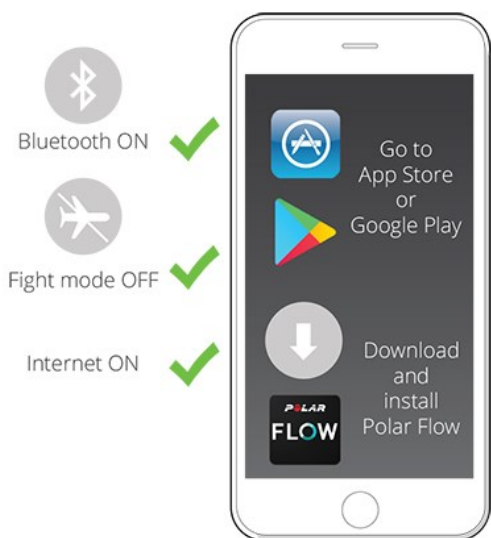 Bluetooth ON
Fight mode OFF
Internet ON
Go to
App Store
or
Google Play
Download
and
install
Polar Flow
POLAR
FLOW